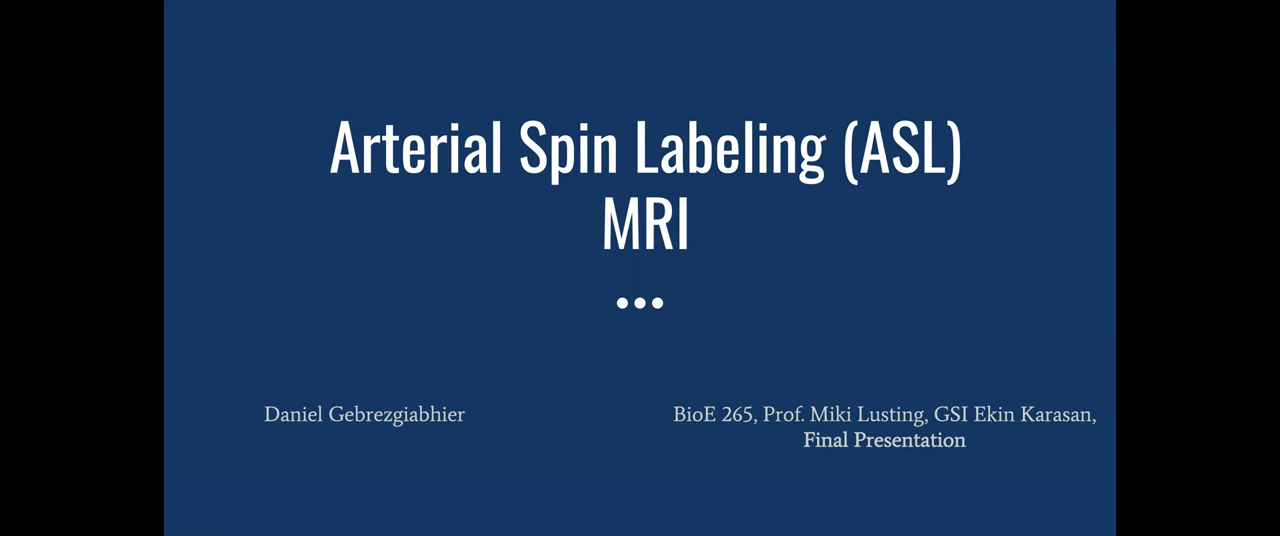 Arterial Spin Labeling (ASL)
MRI
Daniel Gebrezgiabhier
BioE 265, Prof. Miki Lusting, GSI Ekin Karasan,
Final Presentation